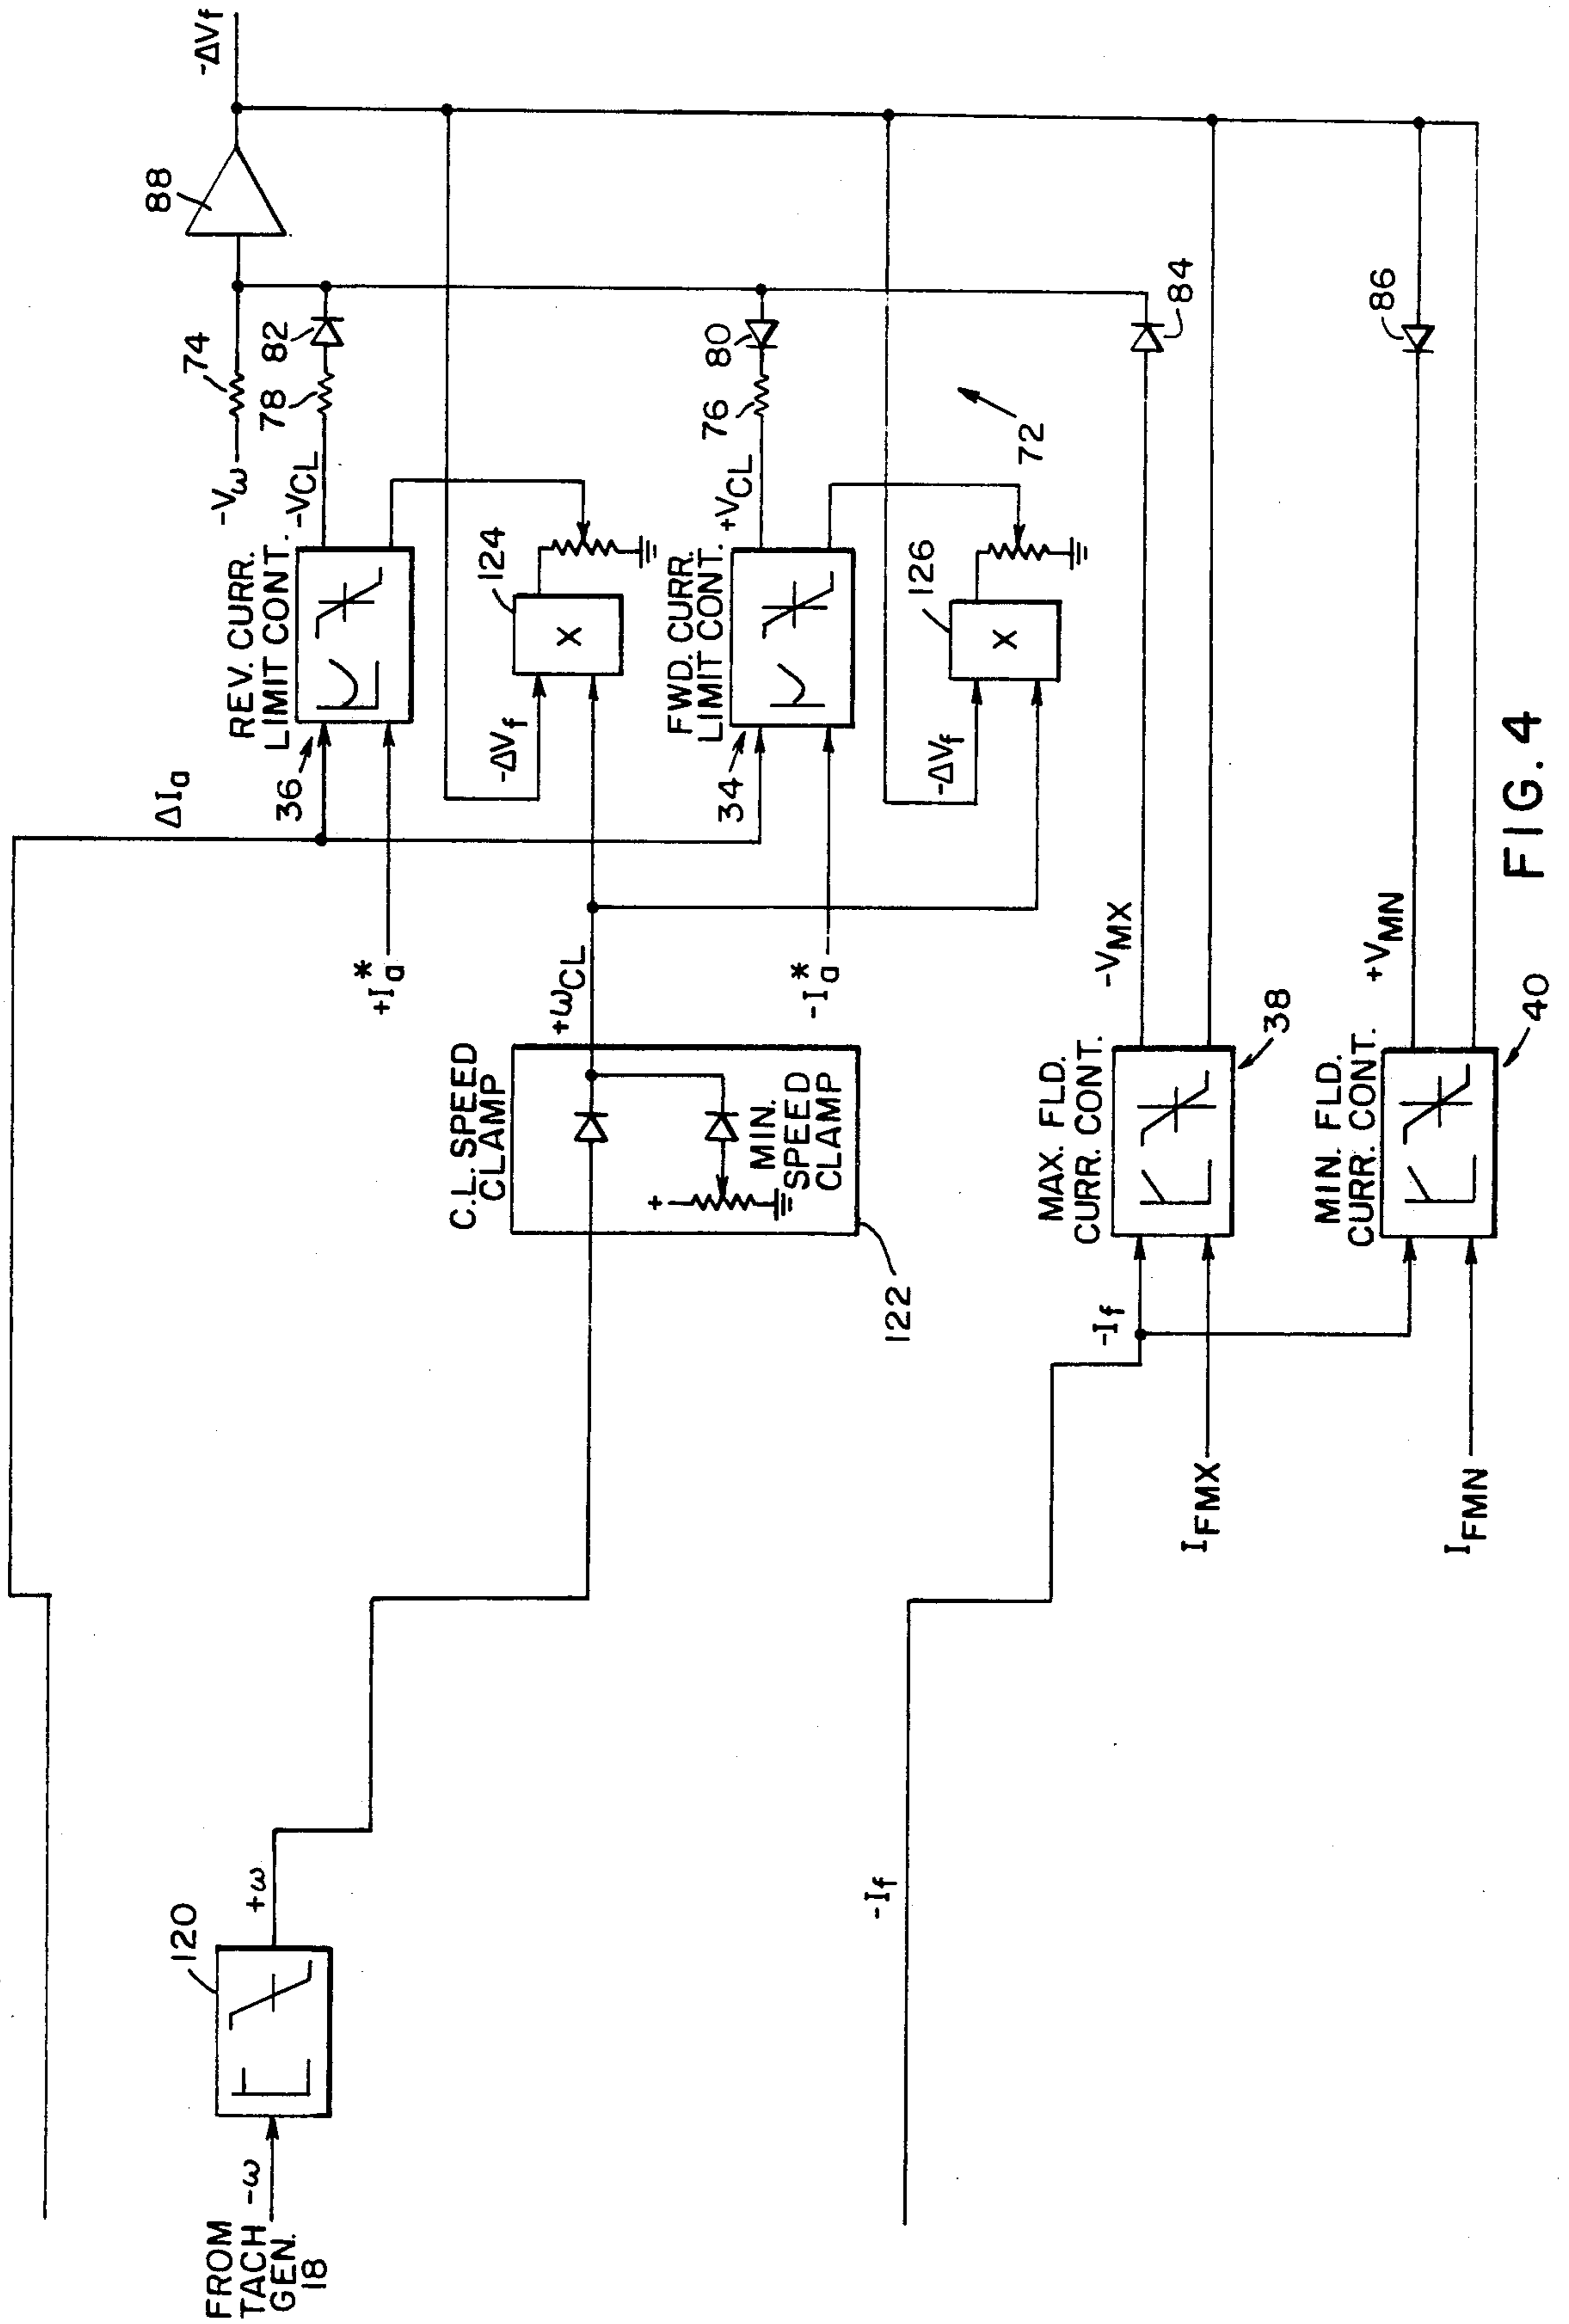 FROM
TACH
GEN.
18
-ω
120
+ω
ΔIa
C.L. SPEED
CLAMP
+
MIN.
SPEED
CLAMP
122
+ωCL
+Ia*
36
REV. CURR.
LIMIT CONT.
-Vω
74
-VCL
78
82
88
-ΔVf
-ΔVf
124
X
-Ia*
34
FWD. CURR.
LIMIT CONT.
+VCL
76
80
-ΔVf
126
X
72
-If
-If
IFMX
MAX. FLD.
CURR. CONT.
38
-VMX
84
IFMN
MIN. FLD.
CURR. CONT.
40
+VMN
86
FIG. 4